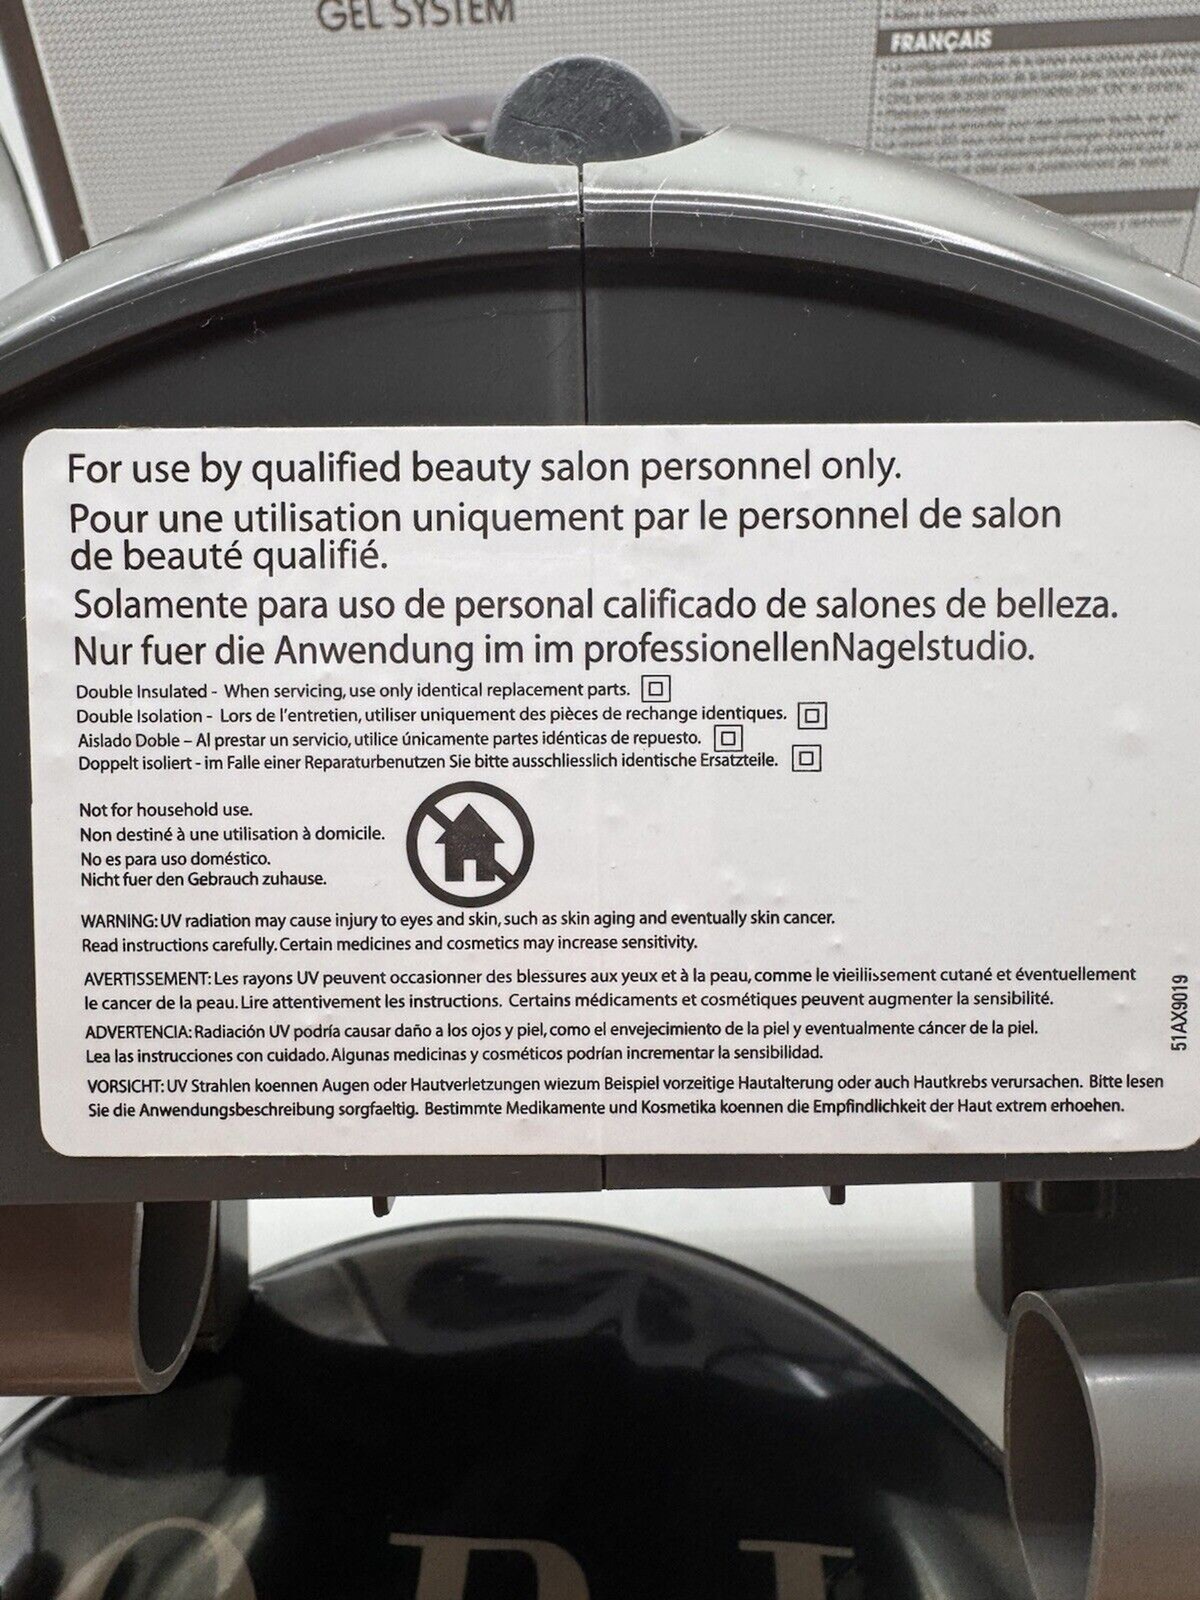 GEL SYSTEM
FRANÇAIS
For use by qualified beauty salon personnel only.
Pour une utilisation uniquement par le personnel de salon
de beauté qualifié.
Solamente para uso de personal calificado de salones de belleza.
Nur fuer die Anwendung im im professionellenNagelstudio.
Double Insulated - When servicing, use only identical replacement parts.
Double Isolation - Lors de l'entretien, utiliser uniquement des pièces de rechange identiques.
Aislado Doble – Al prestar un servicio, utilice únicamente partes idénticas de repuesto.
Doppelt isoliert - im Falle einer Reparaturbenutzen Sie bitte ausschliesslich identische Ersatzteile.
Not for household use.
Non destiné à une utilisation à domicile.
No es para uso doméstico.
Nicht fuer den Gebrauch zuhause.
WARNING: UV radiation may cause injury to eyes and skin, such as skin aging and eventually skin cancer.
Read instructions carefully. Certain medicines and cosmetics may increase sensitivity.
AVERTISSEMENT: Les rayons UV peuvent occasionner des blessures aux yeux et à la peau, comme le vieillissement cutané et éventuellement
le cancer de la peau. Lire attentivement les instructions. Certains médicaments et cosmétiques peuvent augmenter la sensibilité.
ADVERTENCIA: Radiación UV podría causar daño a los ojos y piel, como el envejecimiento de la piel y eventualmente cáncer de la piel.
Lea las instrucciones con cuidado. Algunas medicinas y cosméticos podrían incrementar la sensibilidad.
VORSICHT: UV Strahlen koennen Augen oder Hautverletzungen wiezum Beispiel vorzeitige Hautalterung oder auch Hautkrebs verursachen. Bitte lesen
Sie die Anwendungsbeschreibung sorgfaeltig. Bestimmte Medikamente und Kosmetika koennen die Empfindlichkeit der Haut extrem erhoehen.
51AX9019